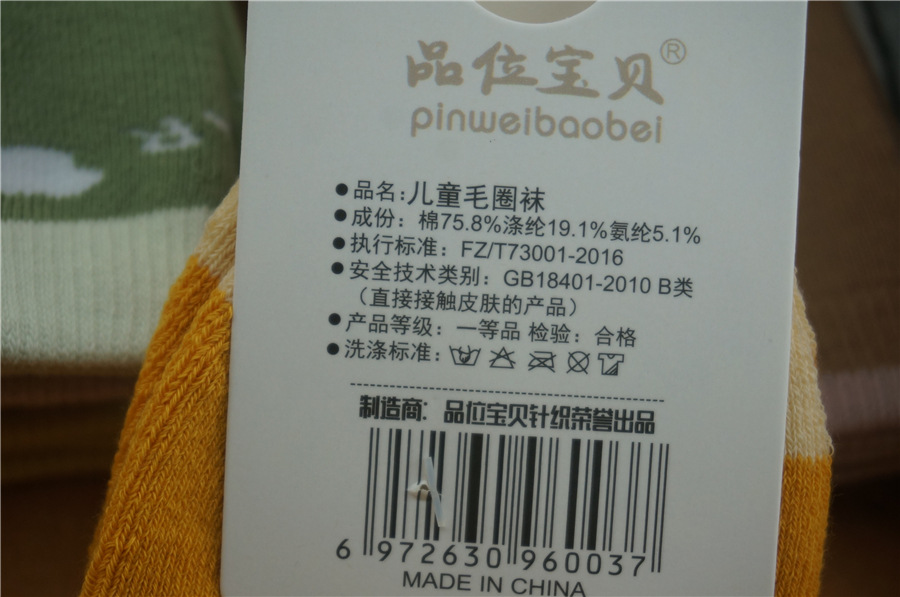 品位宝贝®
pinweibaobei
●品名:儿童毛圈袜
●成份：棉75.8%涤纶19.1%氨纶5.1%
●执行标准：FZ/T73001-2016
●安全技术类别：GB18401-2010 B类
（直接接触皮肤的产品）
●产品等级：一等品 检验：合格
●洗涤标准：
制造商：品位宝贝针织荣誉出品
6 972630 960037
MADE IN CHINA